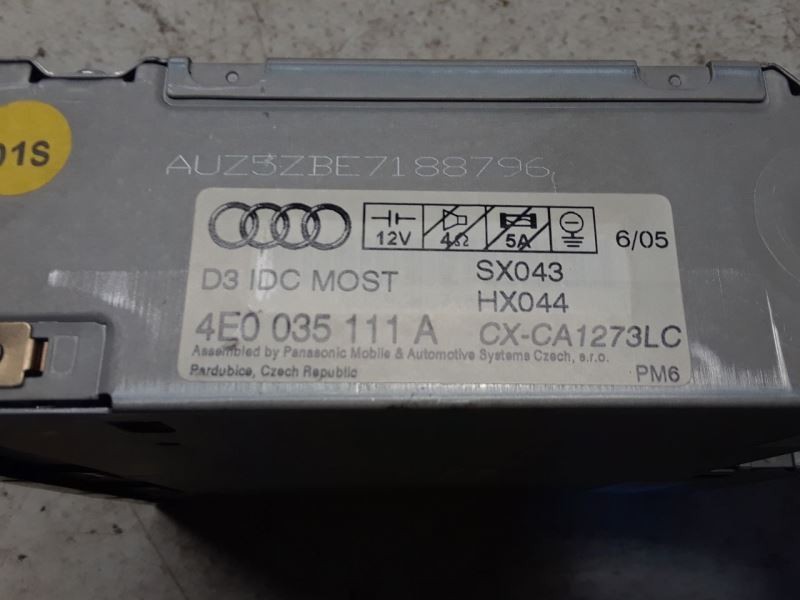 01S
AUZ5ZBE7188796
12V 4Ω 5A 6/05
D3 IDC MOST SX043
HX044
4E0 035 111 A CX-CA1273LC
Assembled by Panasonic Mobile & Automotive Systems Czech, s.r.o.
Pardubice, Czech Republic PM6